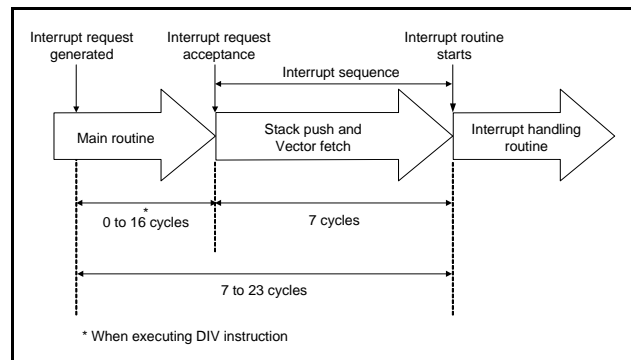 Interrupt request
generated
Interrupt request
acceptance
Interrupt routine
starts
Interrupt sequence
Main routine
Stack push and
Vector fetch
Interrupt handling
routine
*
0 to 16 cycles
7 cycles
7 to 23 cycles
* When executing DIV instruction